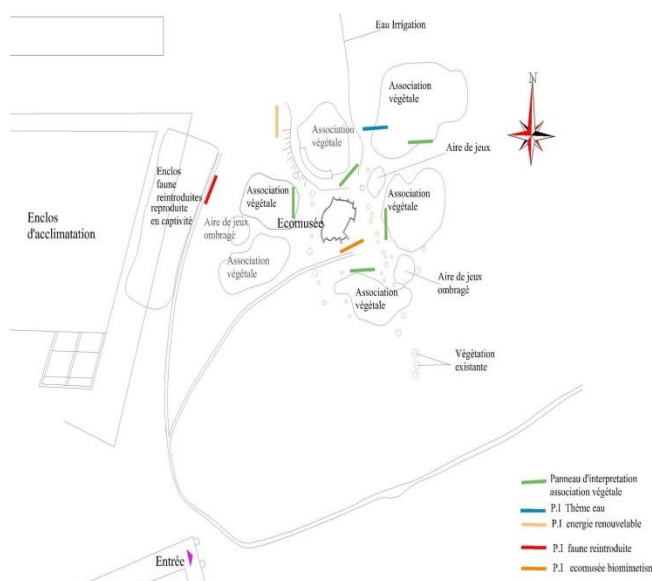 Eau Irrigation
N
Association
végétale
Association
végétale
Aire de jeux
Enclos
faune
reintroduites
reproduite
en captivité
Association
végétale
Association
végétale
Enclos
d'acclimatation
Aire de jeux
ombragé
Ecomusée
Association
végétale
Aire de jeux
ombragé
Association
végétale
Végétation
existante
Panneau d'interpretation
association végétale
P.I Thème eau
P.I energie renouvelable
P.I faune reintroduite
P.I ecomusée biomimetism
Entrée